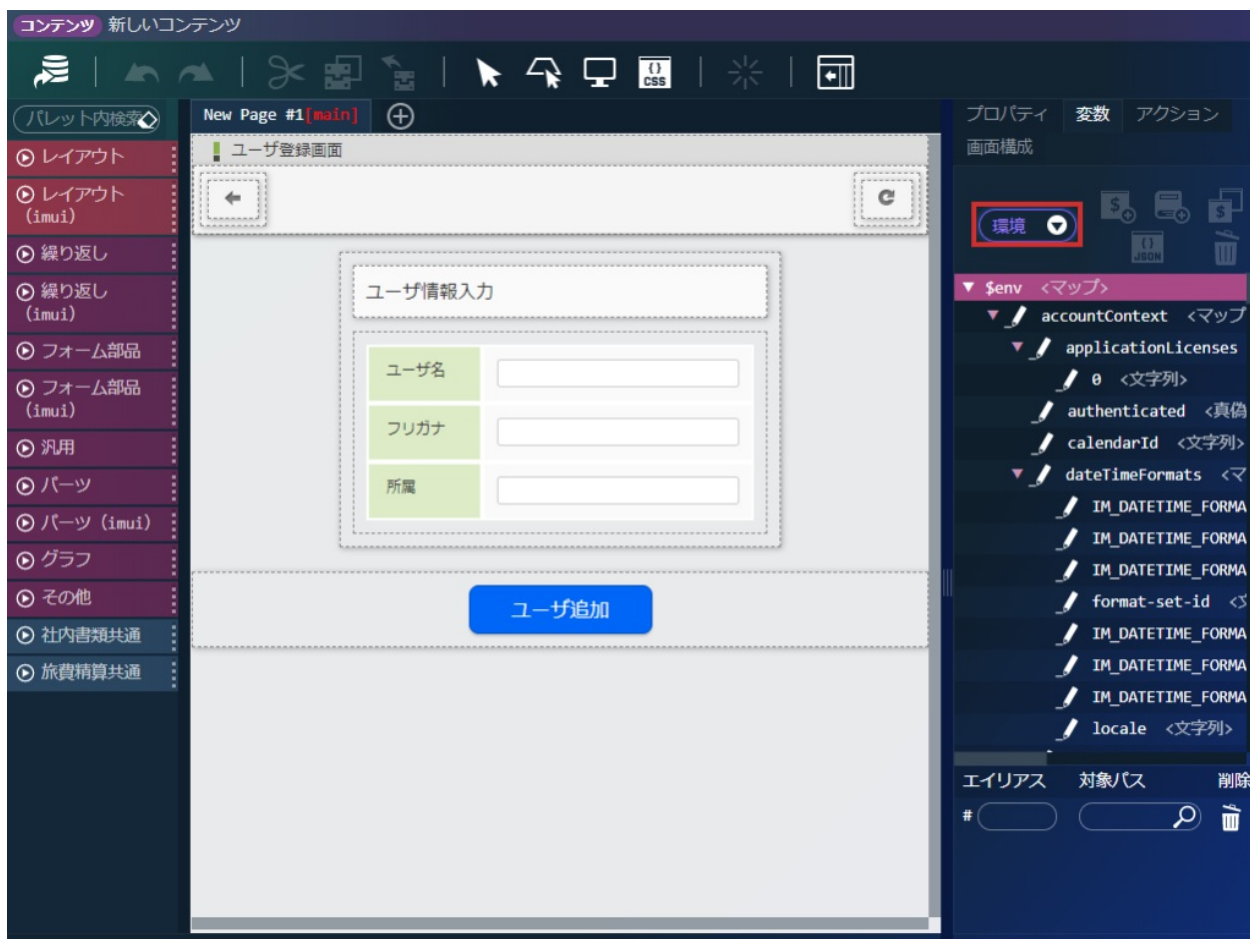 コンテンツ 新しいコンテンツ
{}
CSS
パレット内検索
New Page #1[main]
プロパティ 変数 アクション
画面構成
レイアウト
レイアウト
(imui)
繰り返し
繰り返し
(imui)
フォーム部品
フォーム部品
(imui)
汎用
パーツ
パーツ (imui)
グラフ
その他
社内書類共通
旅費精算共通
ユーザ登録画面
ユーザ情報入力
ユーザ名
フリガナ
所属
ユーザ追加
環境
$
$
{}
JSON
$env <マップ>
accountContext <マップ
applicationLicenses
0 <文字列>
authenticated <真偽
calendarId <文字列>
dateTimeFormats <マ
IM_DATETIME_FORMA
IM_DATETIME_FORMA
IM_DATETIME_FORMA
format-set-id
IM_DATETIME_FORMA
IM_DATETIME_FORMA
IM_DATETIME_FORMA
locale <文字列>
エイリアス 対象パス 削除
#